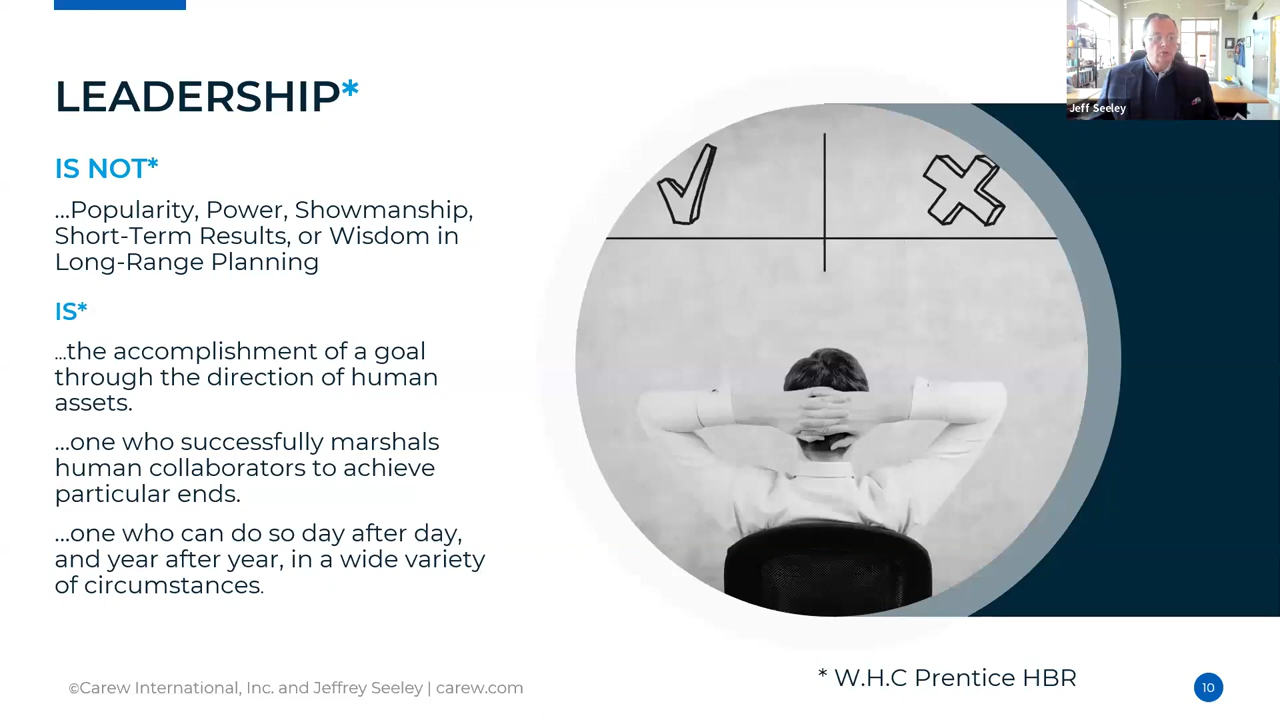 LEADERSHIP*
IS NOT*
...Popularity, Power, Showmanship,
Short-Term Results, or Wisdom in
Long-Range Planning
IS*
...the accomplishment of a goal
through the direction of human
assets.
...one who successfully marshals
human collaborators to achieve
particular ends.
...one who can do so day after day,
and year after year, in a wide variety
of circumstances.
Jeff Seeley
* W.H.C Prentice HBR
©Carew International, Inc. and Jeffrey Seeley | carew.com
10